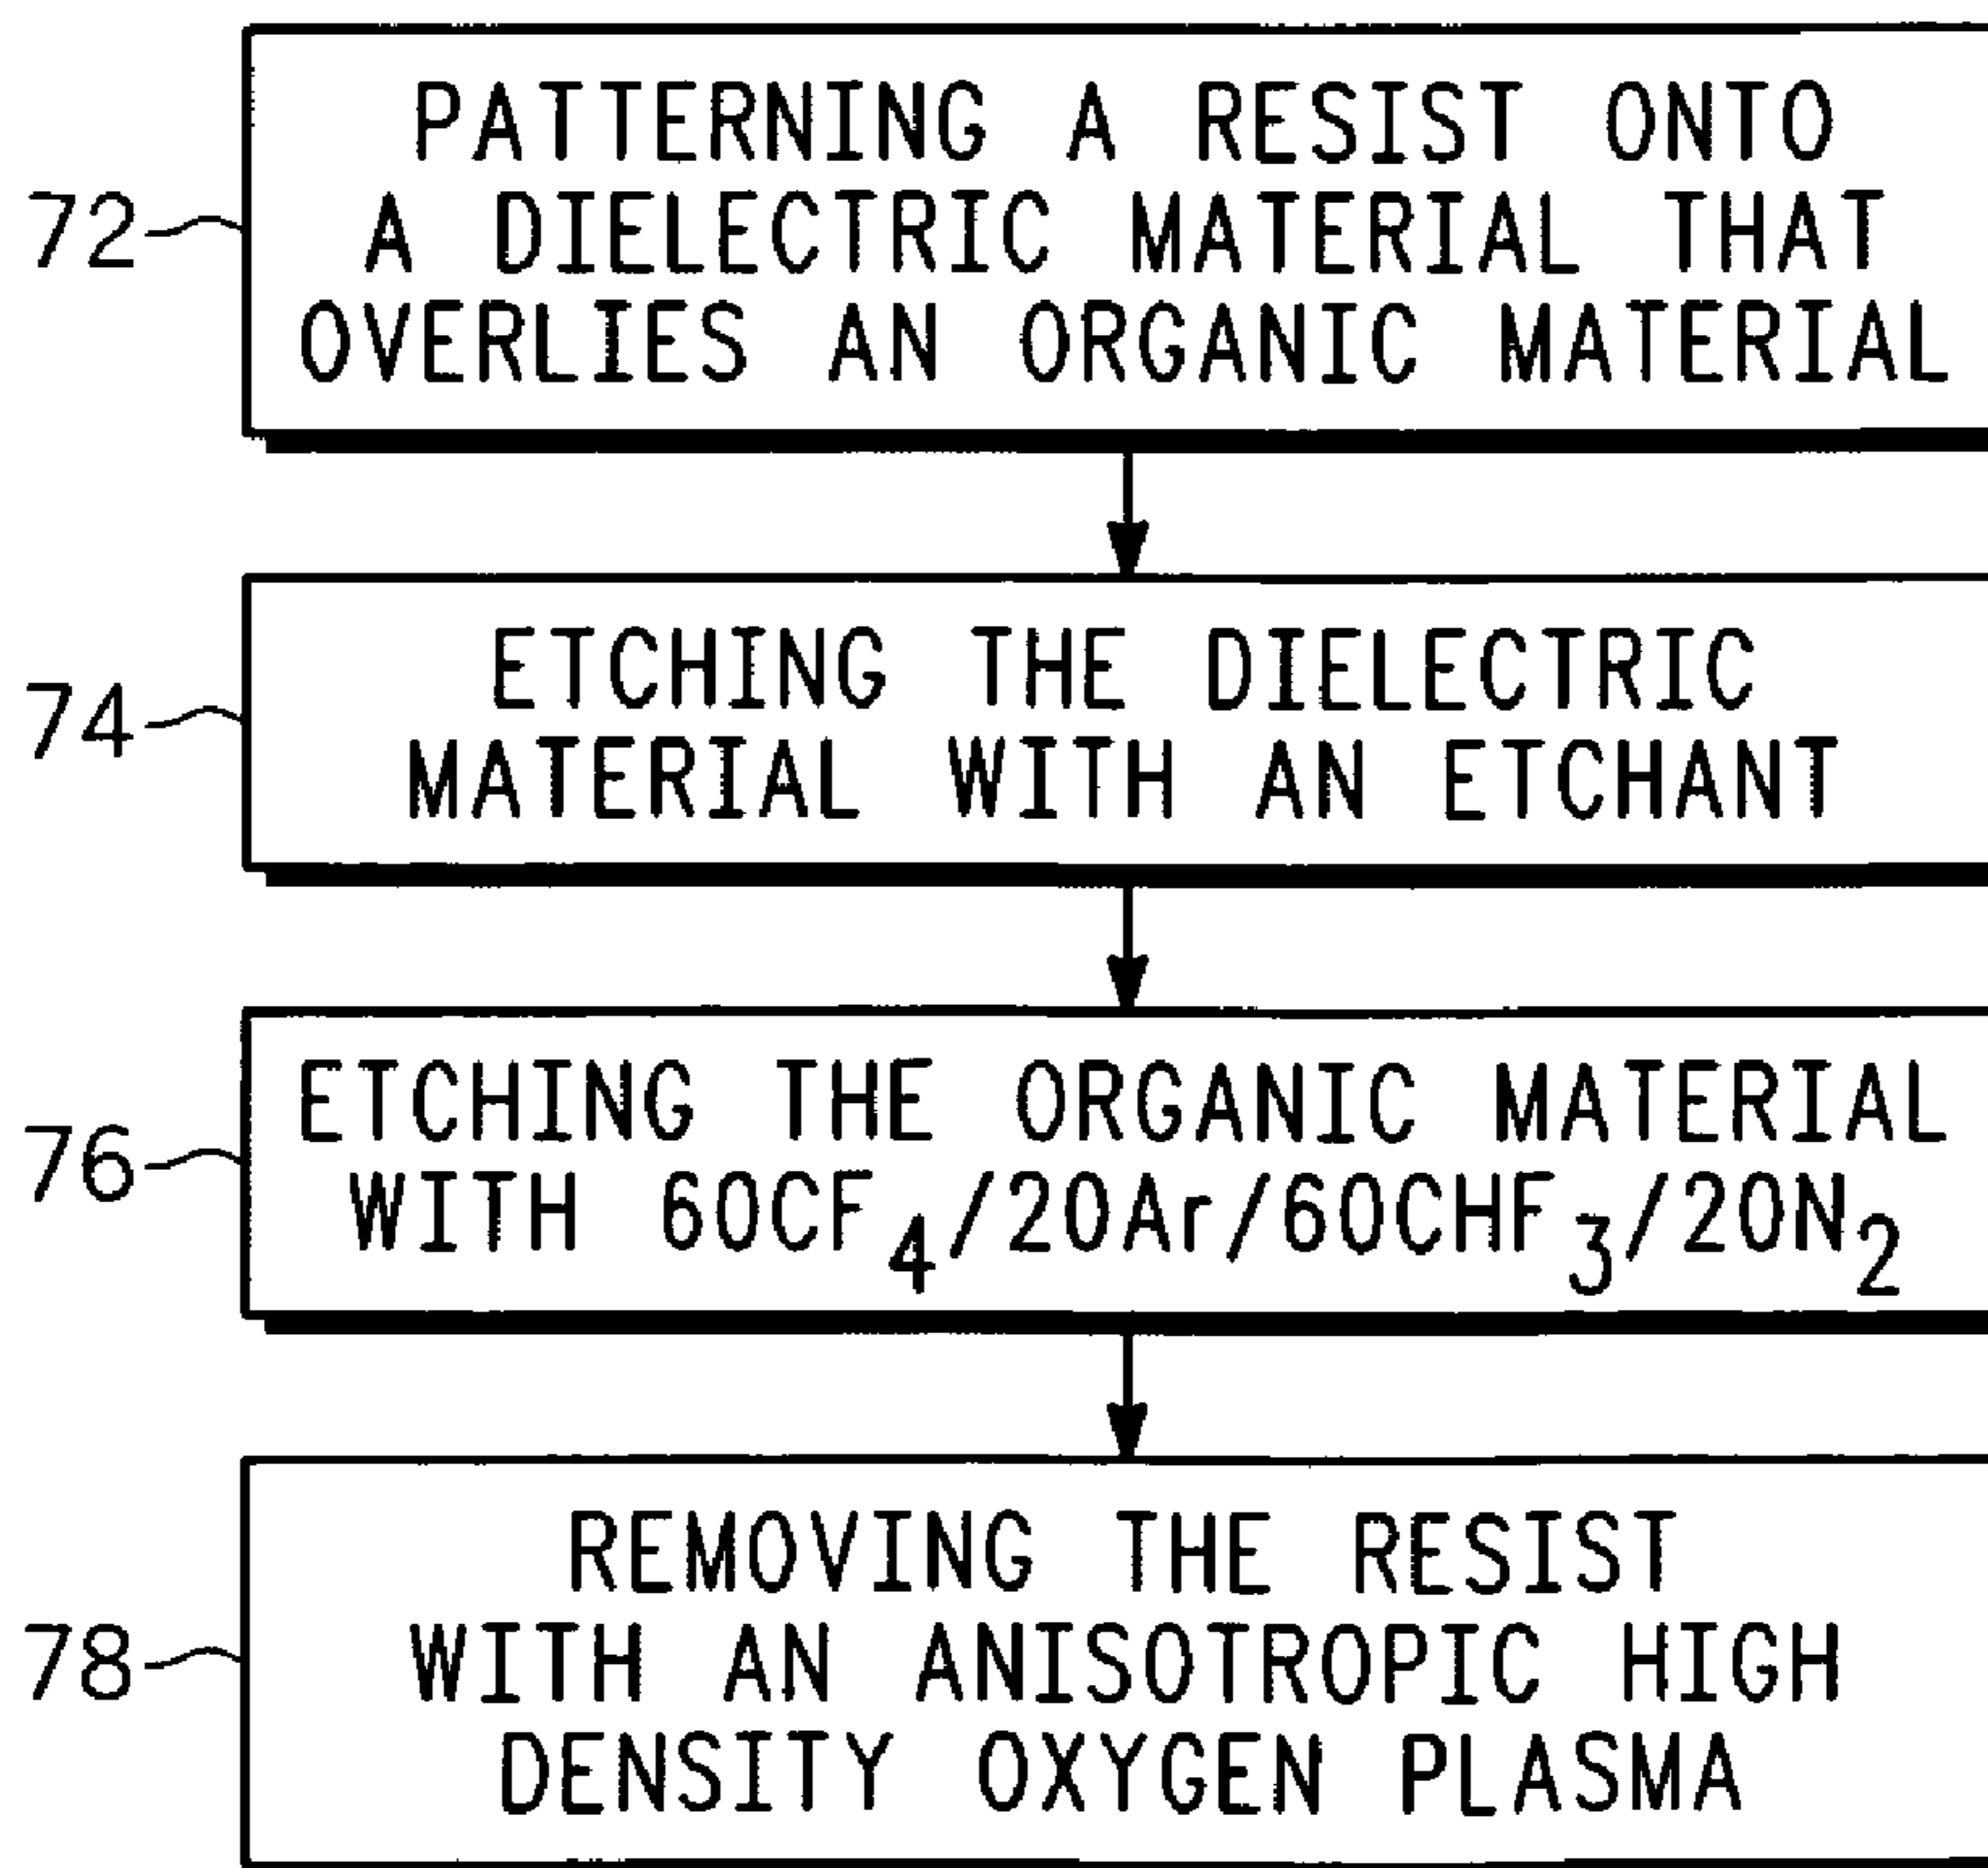 PATTERNING A RESIST ONTO
72
A DIELECTRIC MATERIAL THAT
OVERLIES AN ORGANIC MATERIAL
74
ETCHING THE DIELECTRIC
MATERIAL WITH AN ETCHANT
76
ETCHING THE ORGANIC MATERIAL
WITH 60CF₄/20Ar/60CHF₃/20N₂
REMOVING THE RESIST
78
WITH AN ANISOTROPIC HIGH
DENSITY OXYGEN PLASMA